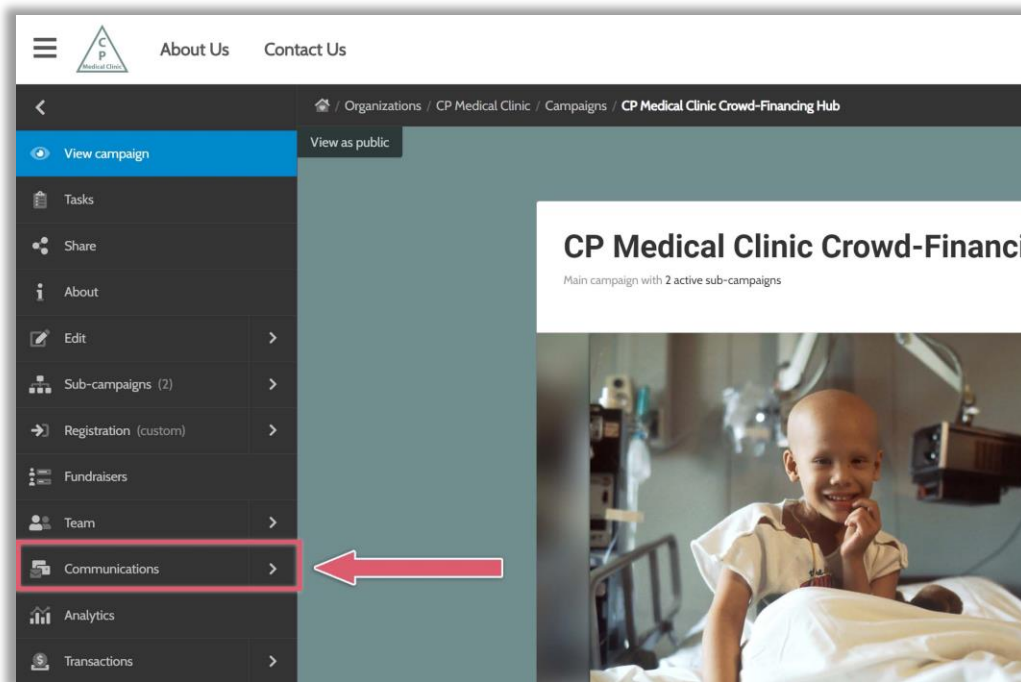 C
P
Medical Clinic
About Us
Contact Us
/ Organizations / CP Medical Clinic / Campaigns / CP Medical Clinic Crowd-Financing Hub
View as public
View campaign
Tasks
Share
About
Edit
Sub-campaigns (2)
Registration (custom)
Fundraisers
Team
Communications
Analytics
Transactions
CP Medical Clinic Crowd-Financi
Main campaign with 2 active sub-campaigns